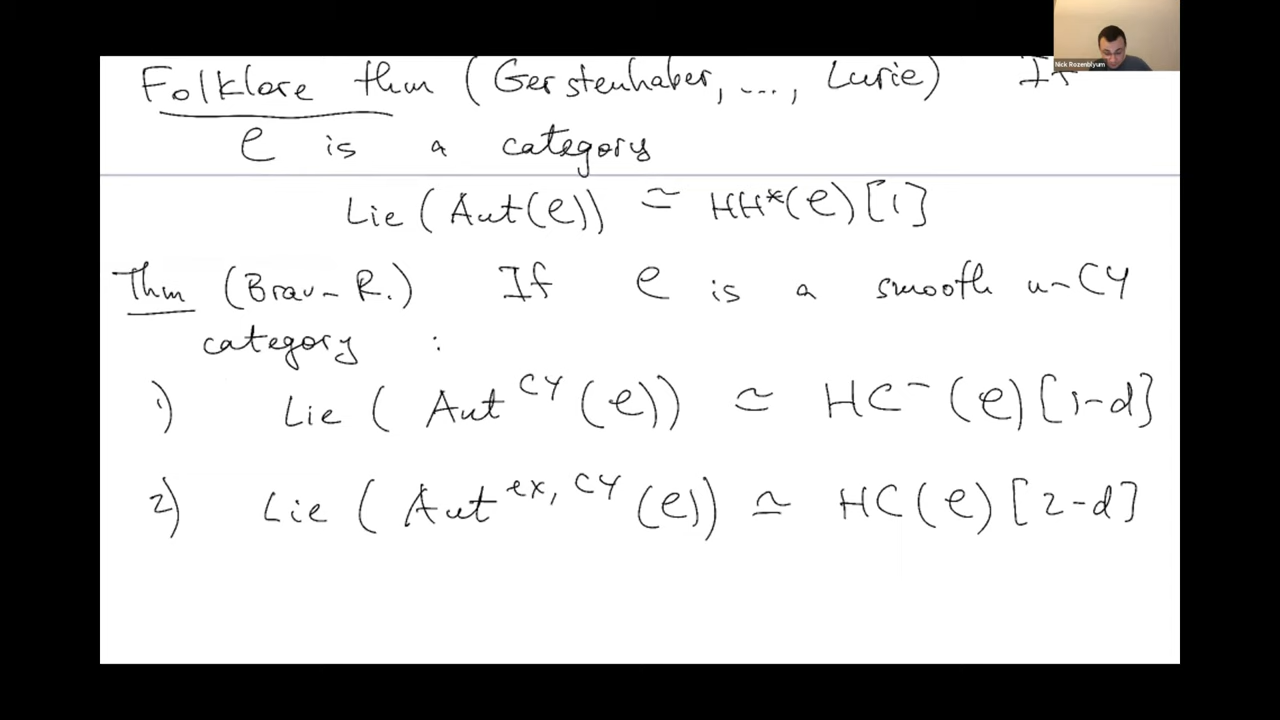 Nick Rozenblyum
Folklore thm (Gerstenhaber, ..., Lurie) If
C is a category
Lie (Aut(C)) ≃ HH*(C)[1]
Thm (Brav-R.) If C is a smooth n-CY
category :
1) Lie (Aut^CY (C)) ≃ HC^- (C)[1-d]
2) Lie (Aut^ex, CY (C)) ≃ HC(C)[2-d]